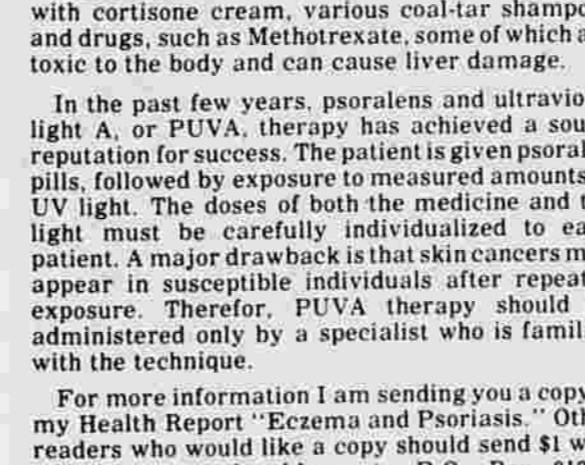 with cortisone cream, various coal-tar shampo
and drugs, such as Methotrexate, some of which a
toxic to the body and can cause liver damage.
In the past few years, psoralens and ultravio
light A, or PUVA, therapy has achieved a sou
reputation for success. The patient is given psoral
pills, followed by exposure to measured amounts
UV light. The doses of both the medicine and t
light must be carefully individualized to ea
patient. A major drawback is that skin cancers m
appear in susceptible individuals after repeat
exposure. Therefor, PUVA therapy should
administered only by a specialist who is famil
with the technique.
For more information I am sending you a copy
my Health Report "Eczema and Psoriasis." Oth
readers who would like a copy should send $1 w